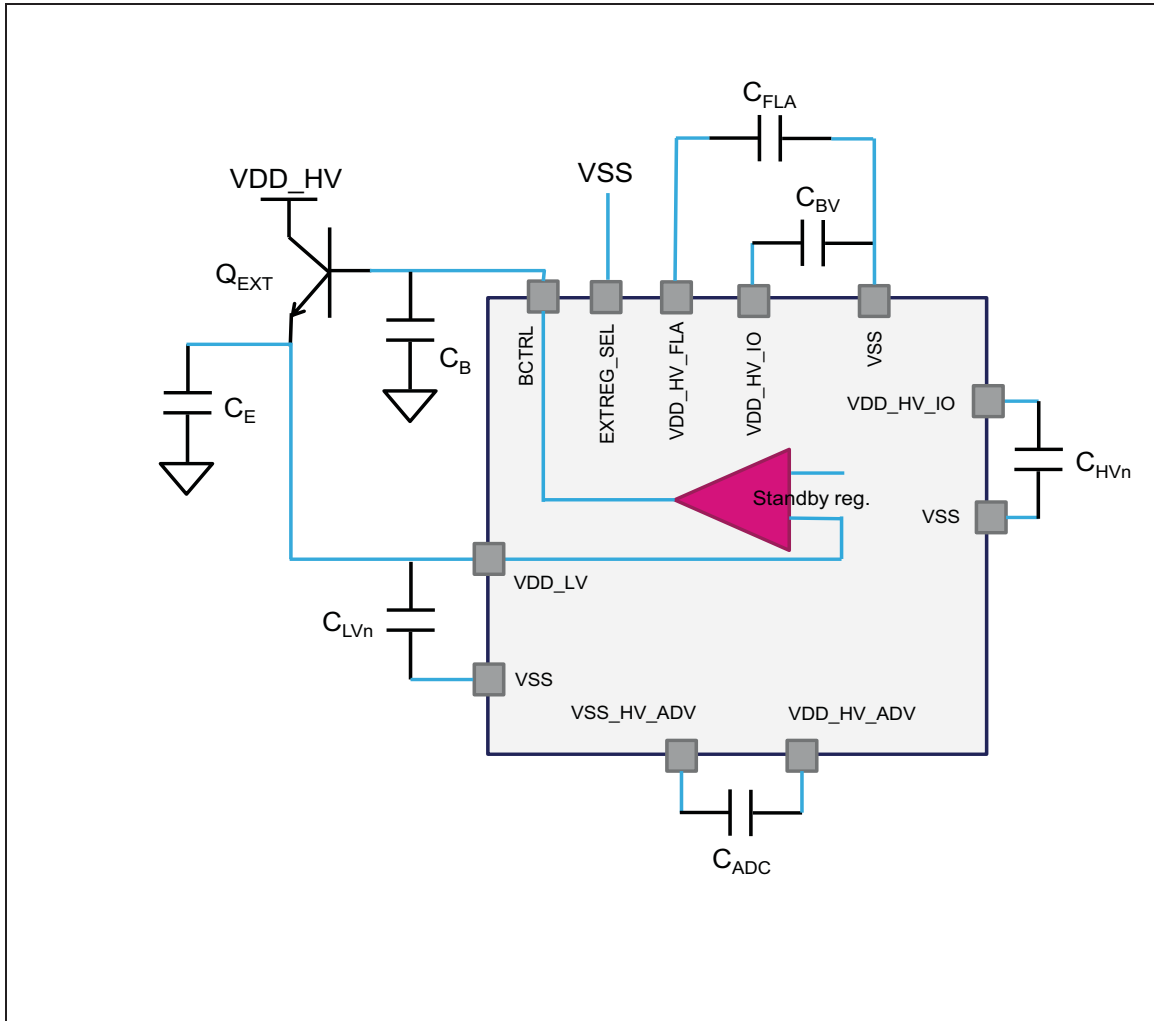 CFLA
VSS
CBV
VDD_HV
QEXT
CB
CE
BCTRL
EXTREG_SEL
VDD_HV_FLA
VDD_HV_IO
VSS
VDD_HV_IO
CHVn
VSS
Standby reg.
VDD_LV
CLVn
VSS
VSS_HV_ADV
VDD_HV_ADV
CADC